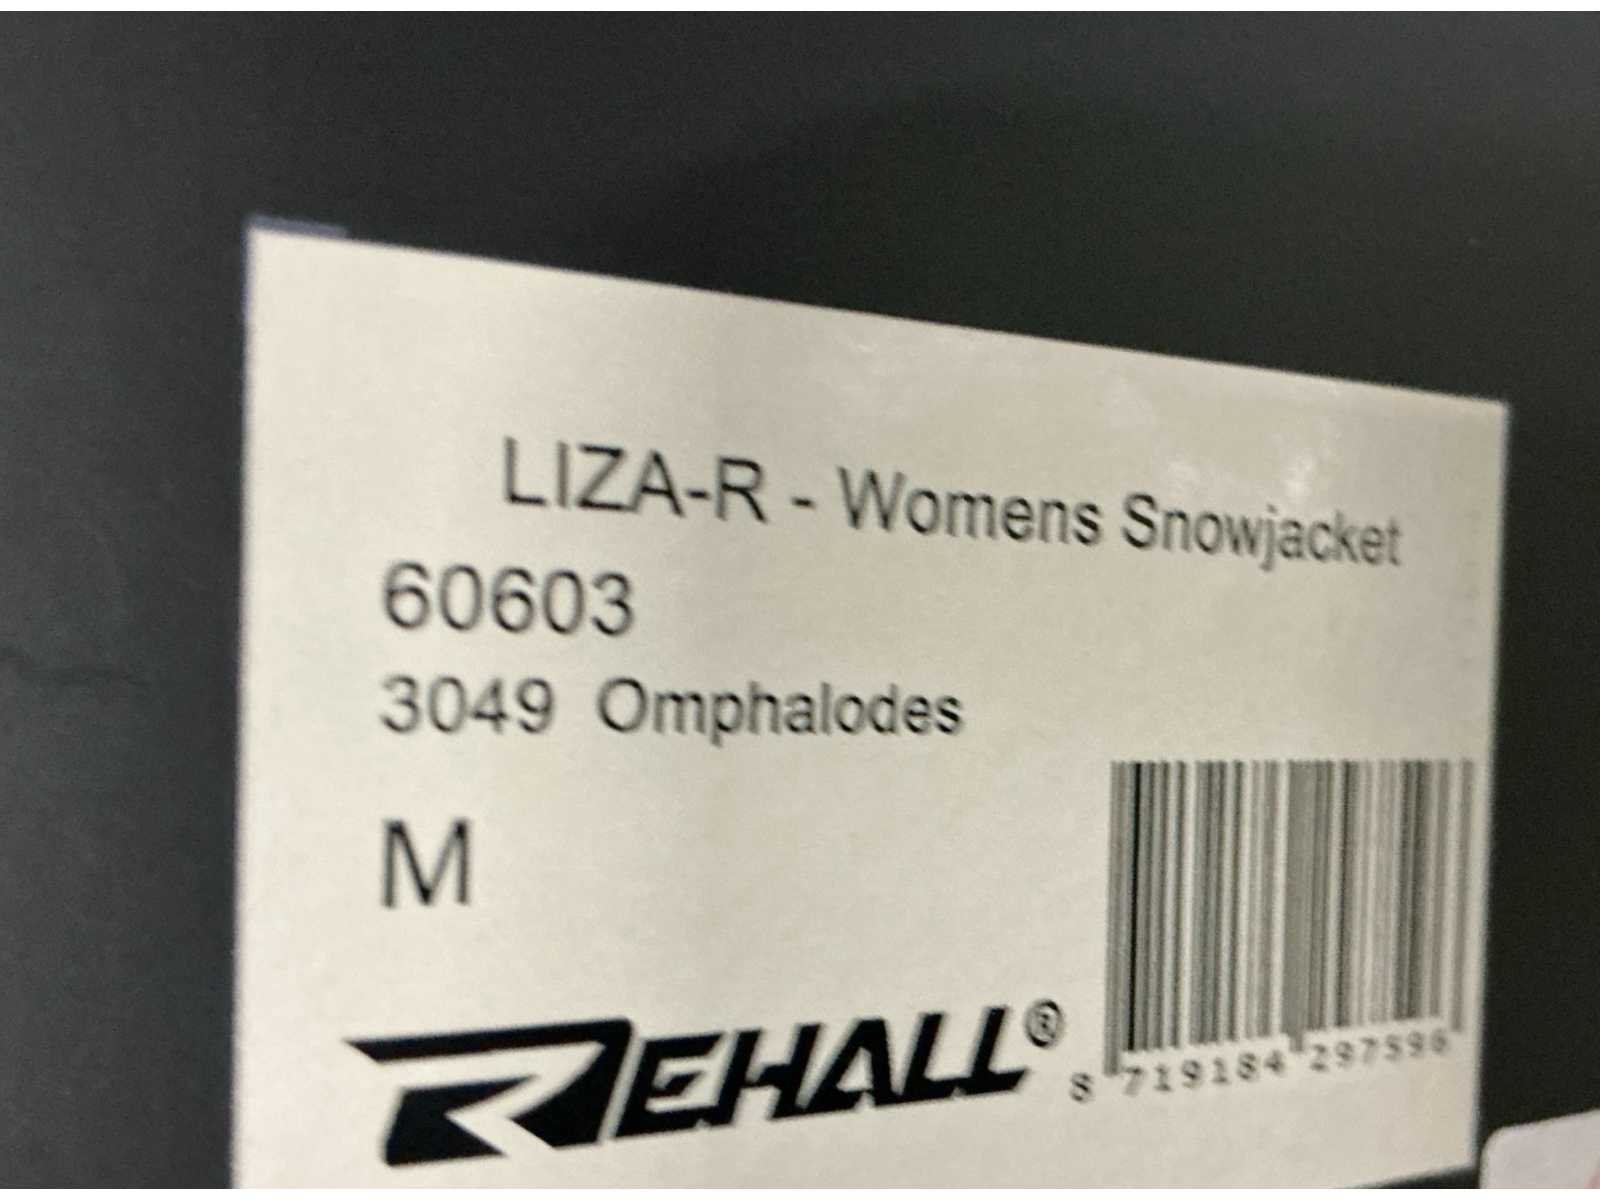 LIZA-R - Womens Snowjacket
60603
3049 Omphalodes
M
REHALL®
8 719184 297596